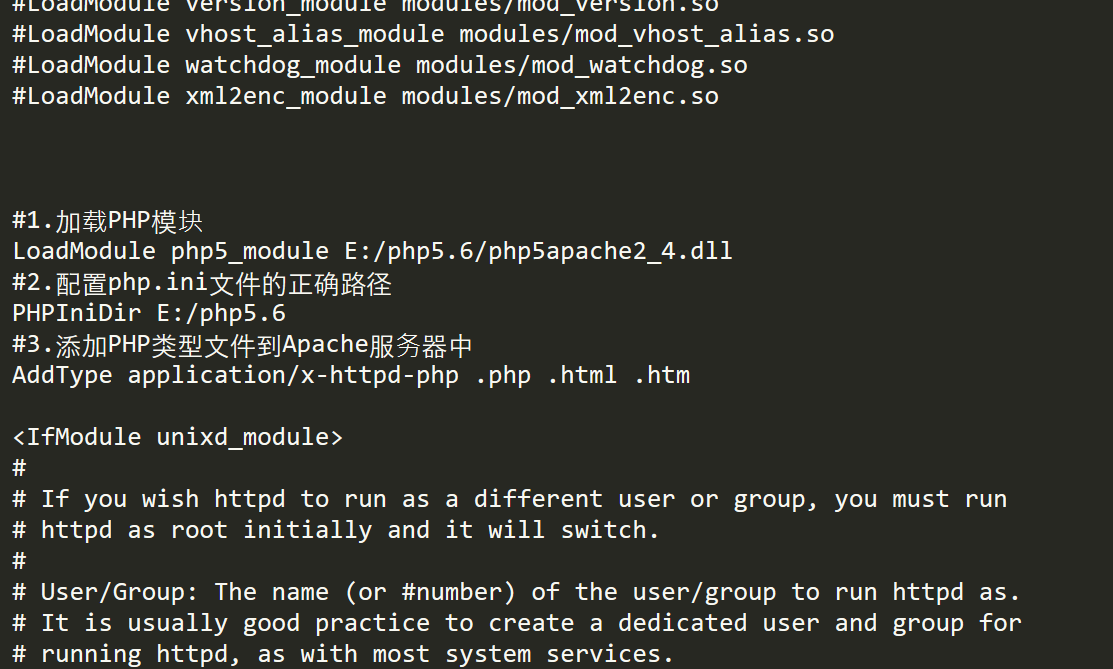 #LoadModule version_module modules/mod_version.so
#LoadModule vhost_alias_module modules/mod_vhost_alias.so
#LoadModule watchdog_module modules/mod_watchdog.so
#LoadModule xml2enc_module modules/mod_xml2enc.so
#1.加载PHP模块
LoadModule php5_module E:/php5.6/php5apache2_4.dll
#2.配置php.ini文件的正确路径
PHPIniDir E:/php5.6
#3.添加PHP类型文件到Apache服务器中
AddType application/x-httpd-php .php .html .htm
<IfModule unixd_module>
#
# If you wish httpd to run as a different user or group, you must run
# httpd as root initially and it will switch.
#
# User/Group: The name (or #number) of the user/group to run httpd as.
# It is usually good practice to create a dedicated user and group for
# running httpd, as with most system services.